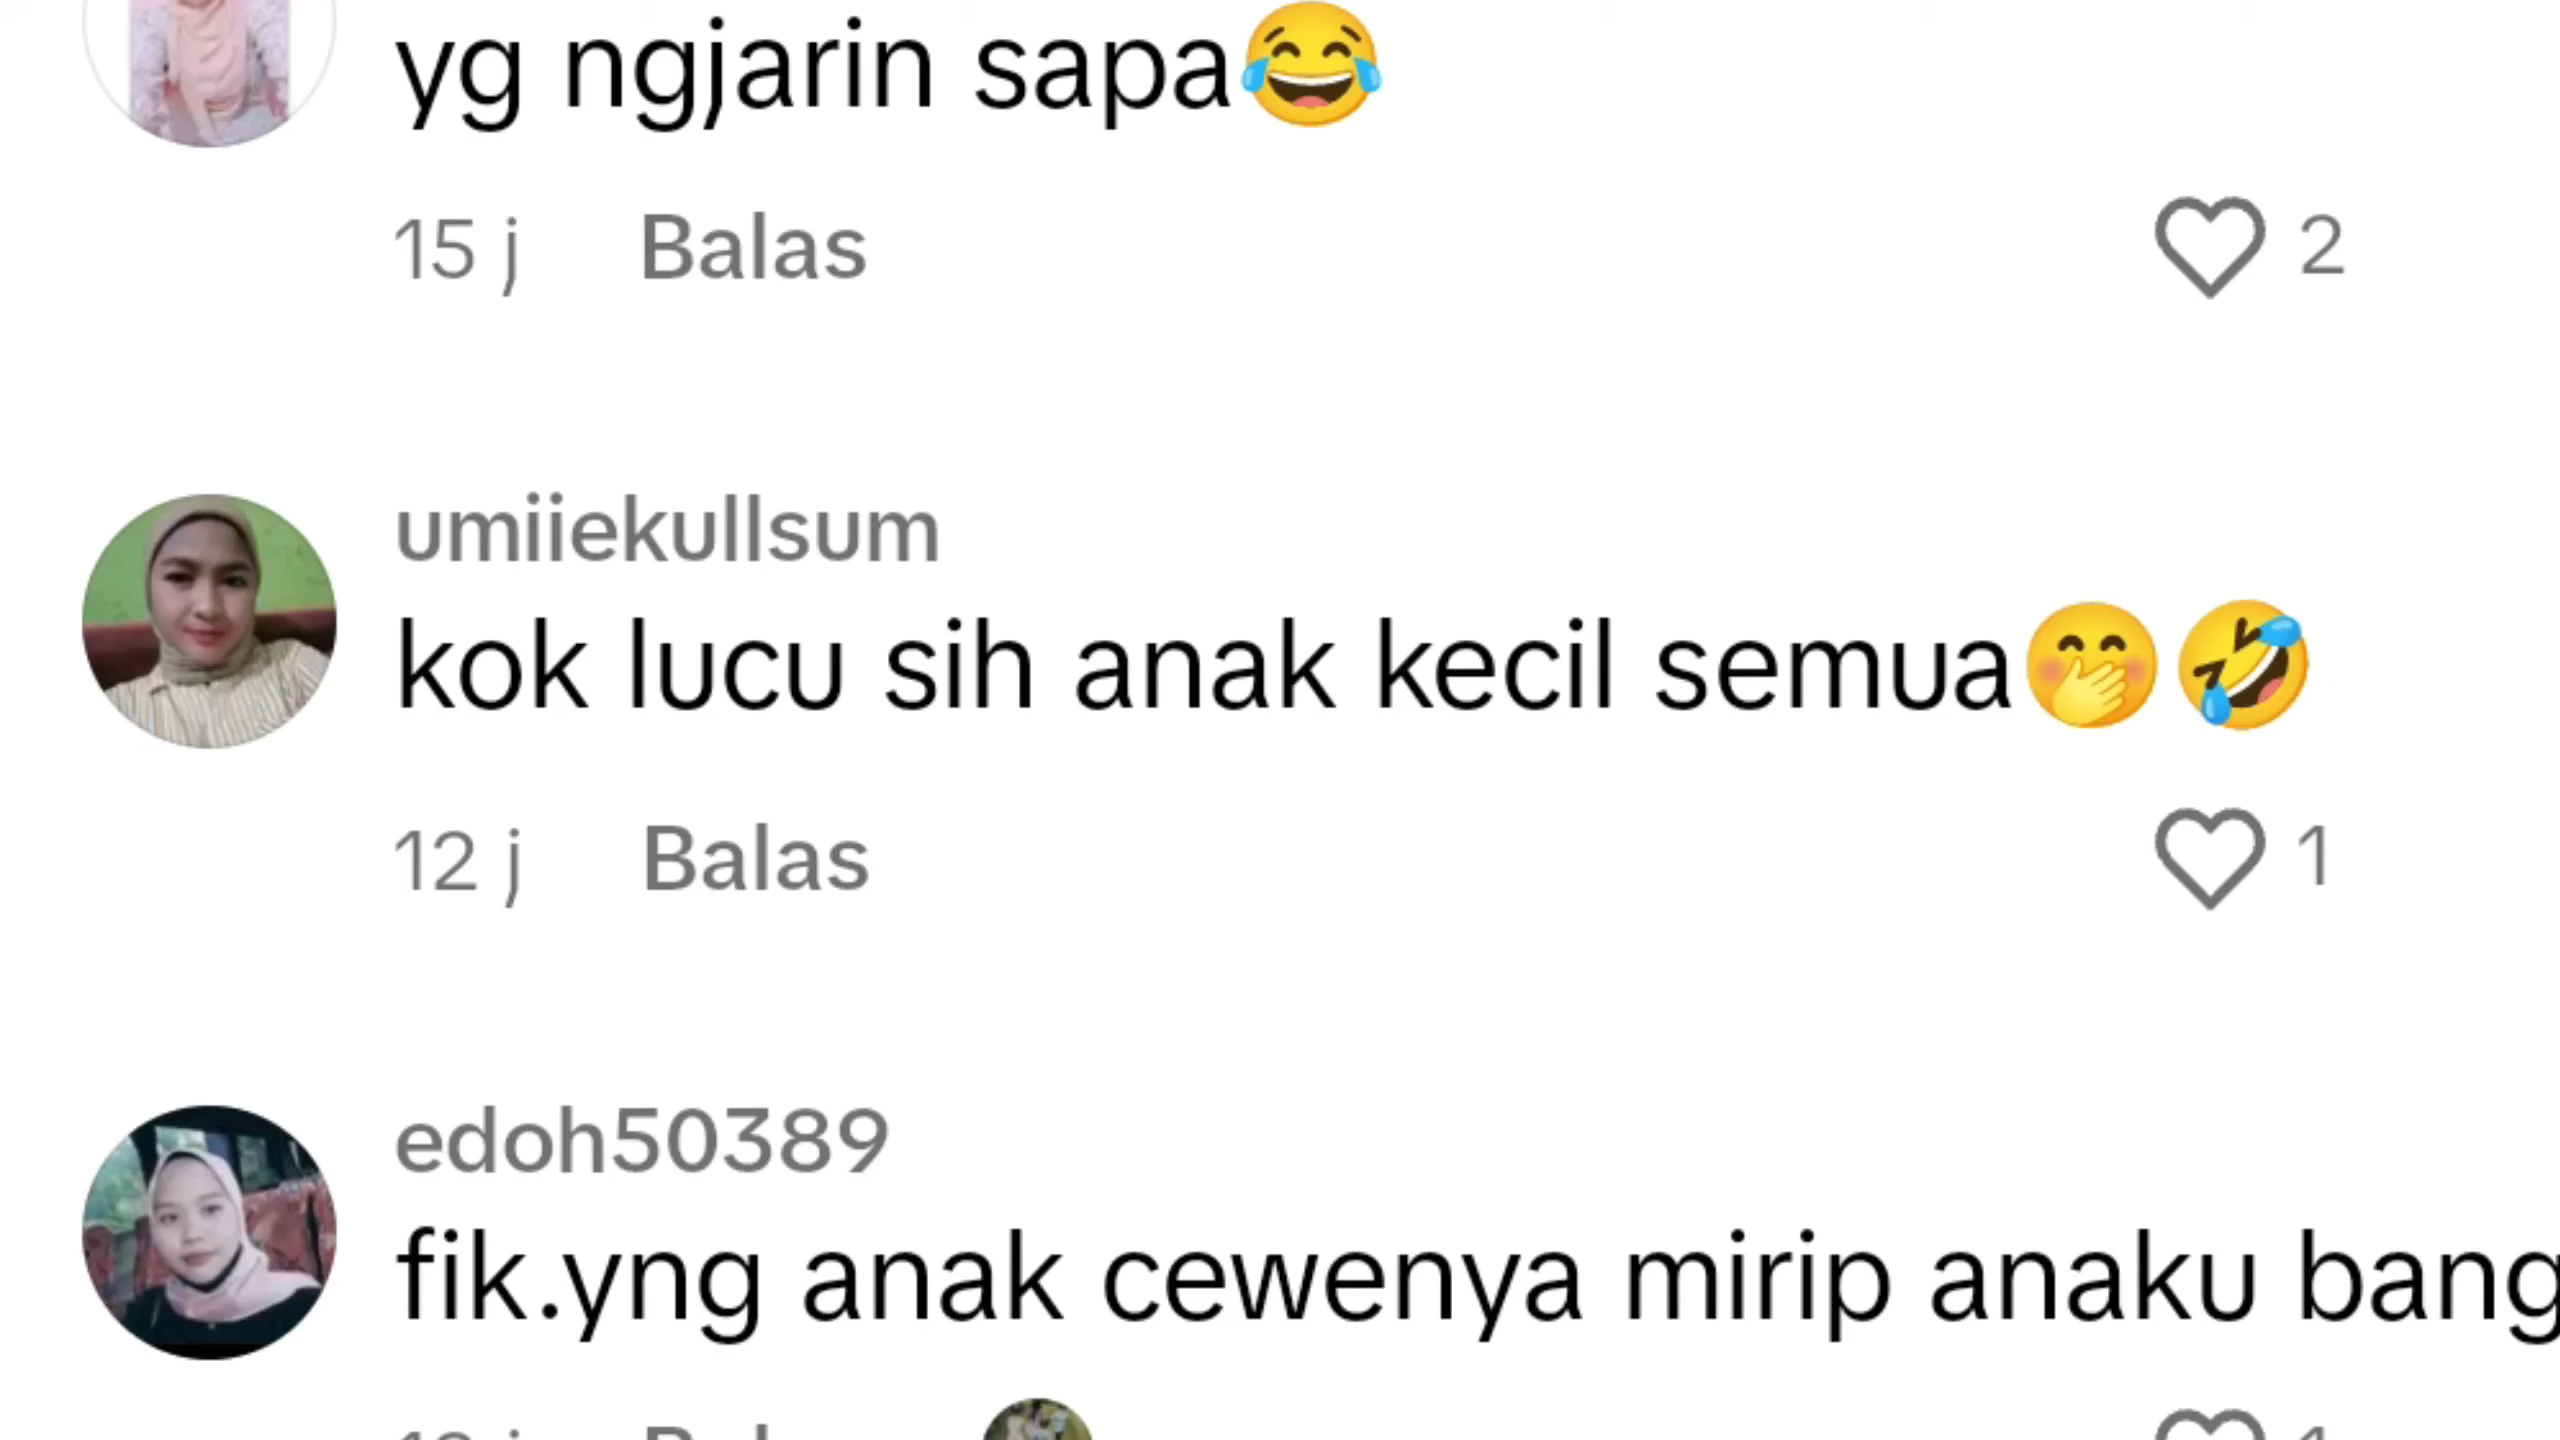 yg ngjarin sapa😂
15 j Balas 2
umiiekullsum
kok lucu sih anak kecil semua🤭🤣
12 j Balas 1
edoh50389
fik.yng anak cewenya mirip anaku bang